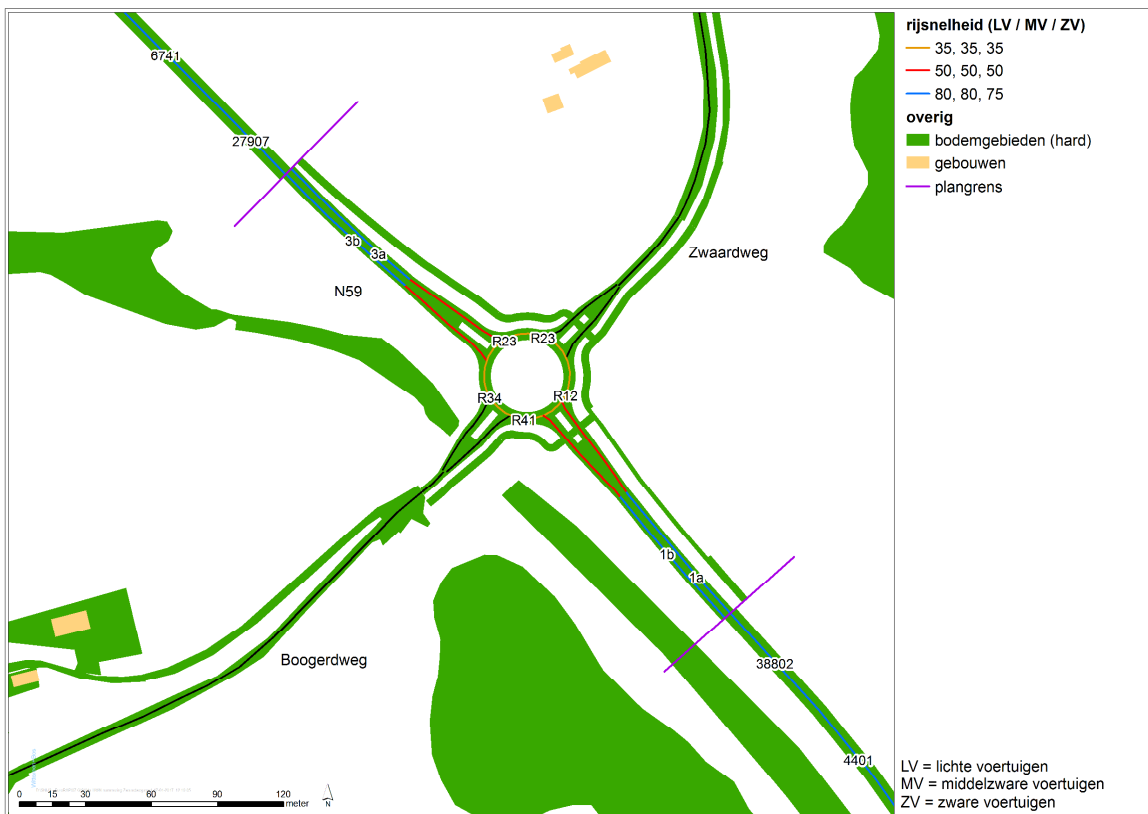 rijsnelheid (LV / MV / ZV)
35, 35, 35
50, 50, 50
80, 80, 75
overig
bodemgebieden (hard)
gebouwen
plangrens
6741
27907
3b
3a
N59
Zwaardweg
R23
R23
R34
R12
R41
1b
1a
Boogerdweg
38802
4401
0 15 30 60 90 120
meter
N
LV = lichte voertuigen
MV = middelzware voertuigen
ZV = zware voertuigen